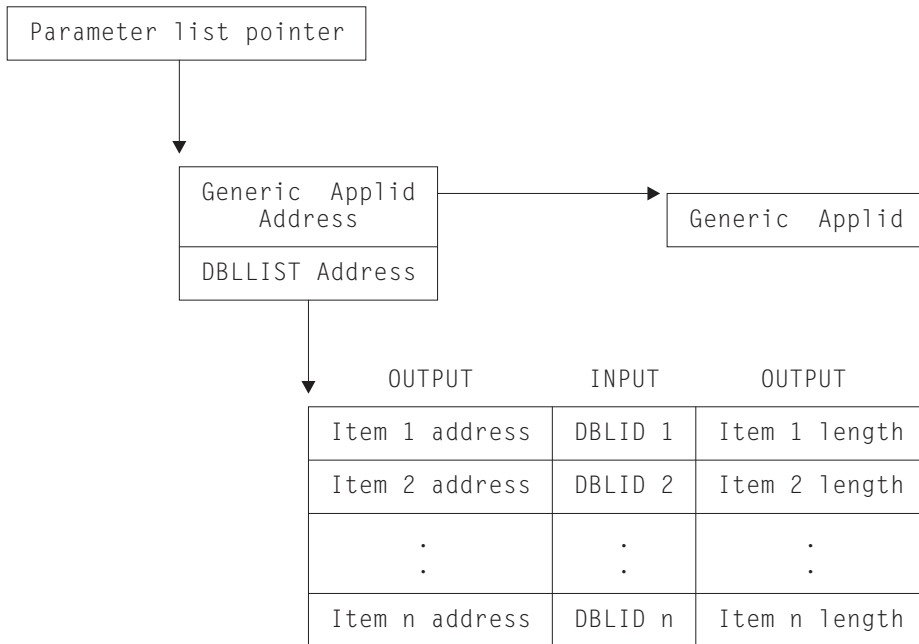 Parameter list pointer
Generic Applid
Address
Generic Applid
DBLLIST Address
OUTPUT INPUT OUTPUT
Item 1 address DBLID 1 Item 1 length
Item 2 address DBLID 2 Item 2 length
. . .
. . .
Item n address DBLID n Item n length